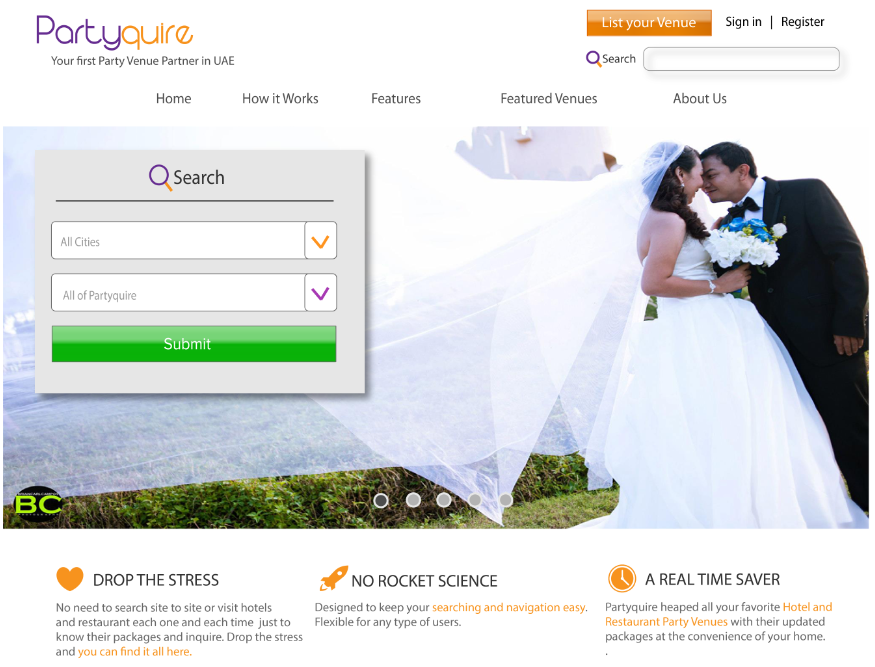 Partyquire
Your first Party Venue Partner in UAE
List your Venue
Sign in | Register
Search
Home
How it Works
Features
Featured Venues
About Us
Search
All Cities
All of Partyquire
Submit
BC
DROP THE STRESS
No need to search site to site or visit hotels
and restaurant each one and each time just to
know their packages and inquire. Drop the stress
and you can find it all here.
NO ROCKET SCIENCE
Designed to keep your searching and navigation easy.
Flexible for any type of users.
A REAL TIME SAVER
Partyquire heaped all your favorite Hotel and
Restaurant Party Venues with their updated
packages at the convenience of your home.
.